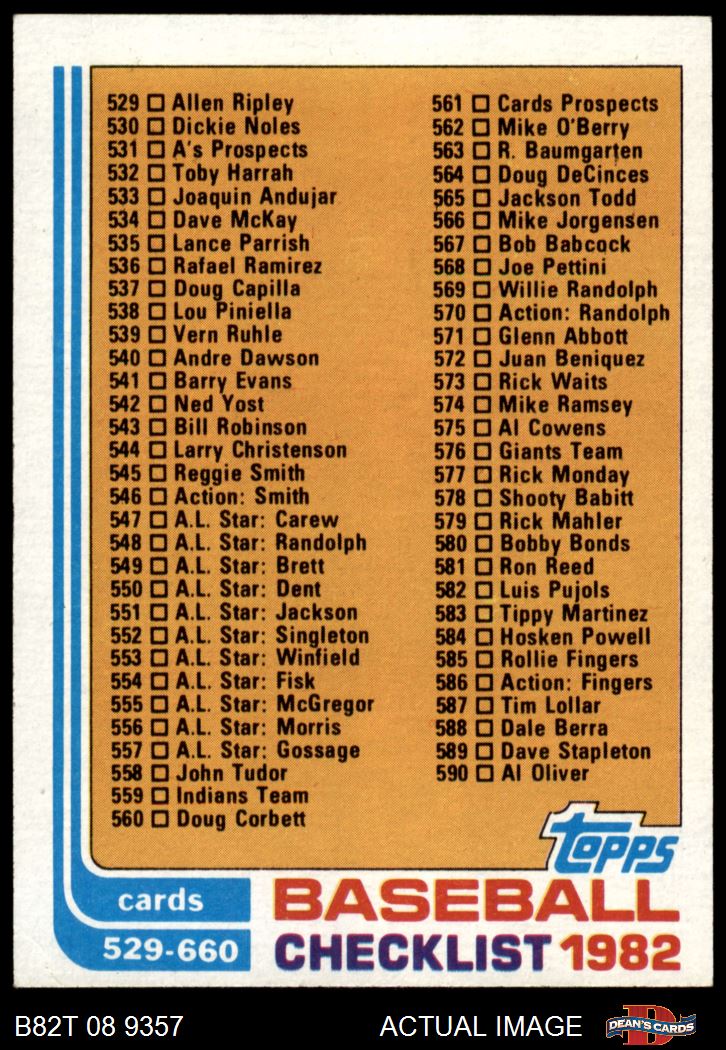 529 Allen Ripley
530 Dickie Noles
531 A's Prospects
532 Toby Harrah
533 Joaquin Andujar
534 Dave McKay
535 Lance Parrish
536 Rafael Ramirez
537 Doug Capilla
538 Lou Piniella
539 Vern Ruhle
540 Andre Dawson
541 Barry Evans
542 Ned Yost
543 Bill Robinson
544 Larry Christenson
545 Reggie Smith
546 Action: Smith
547 A.L. Star: Carew
548 A.L. Star: Randolph
549 A.L. Star: Brett
550 A.L. Star: Dent
551 A.L. Star: Jackson
552 A.L. Star: Singleton
553 A.L. Star: Winfield
554 A.L. Star: Fisk
555 A.L. Star: McGregor
556 A.L. Star: Morris
557 A.L. Star: Gossage
558 John Tudor
559 Indians Team
560 Doug Corbett
561 Cards Prospects
562 Mike O'Berry
563 R. Baumgarten
564 Doug DeCinces
565 Jackson Todd
566 Mike Jorgensen
567 Bob Babcock
568 Joe Pettini
569 Willie Randolph
570 Action: Randolph
571 Glenn Abbott
572 Juan Beniquez
573 Rick Waits
574 Mike Ramsey
575 Al Cowens
576 Giants Team
577 Rick Monday
578 Shooty Babitt
579 Rick Mahler
580 Bobby Bonds
581 Ron Reed
582 Luis Pujols
583 Tippy Martinez
584 Hosken Powell
585 Rollie Fingers
586 Action: Fingers
587 Tim Lollar
588 Dale Berra
589 Dave Stapleton
590 Al Oliver
topps
cards
529-660
BASEBALL
CHECKLIST 1982
B82T 08 9357
ACTUAL IMAGE
D
DEAN'S CARDS